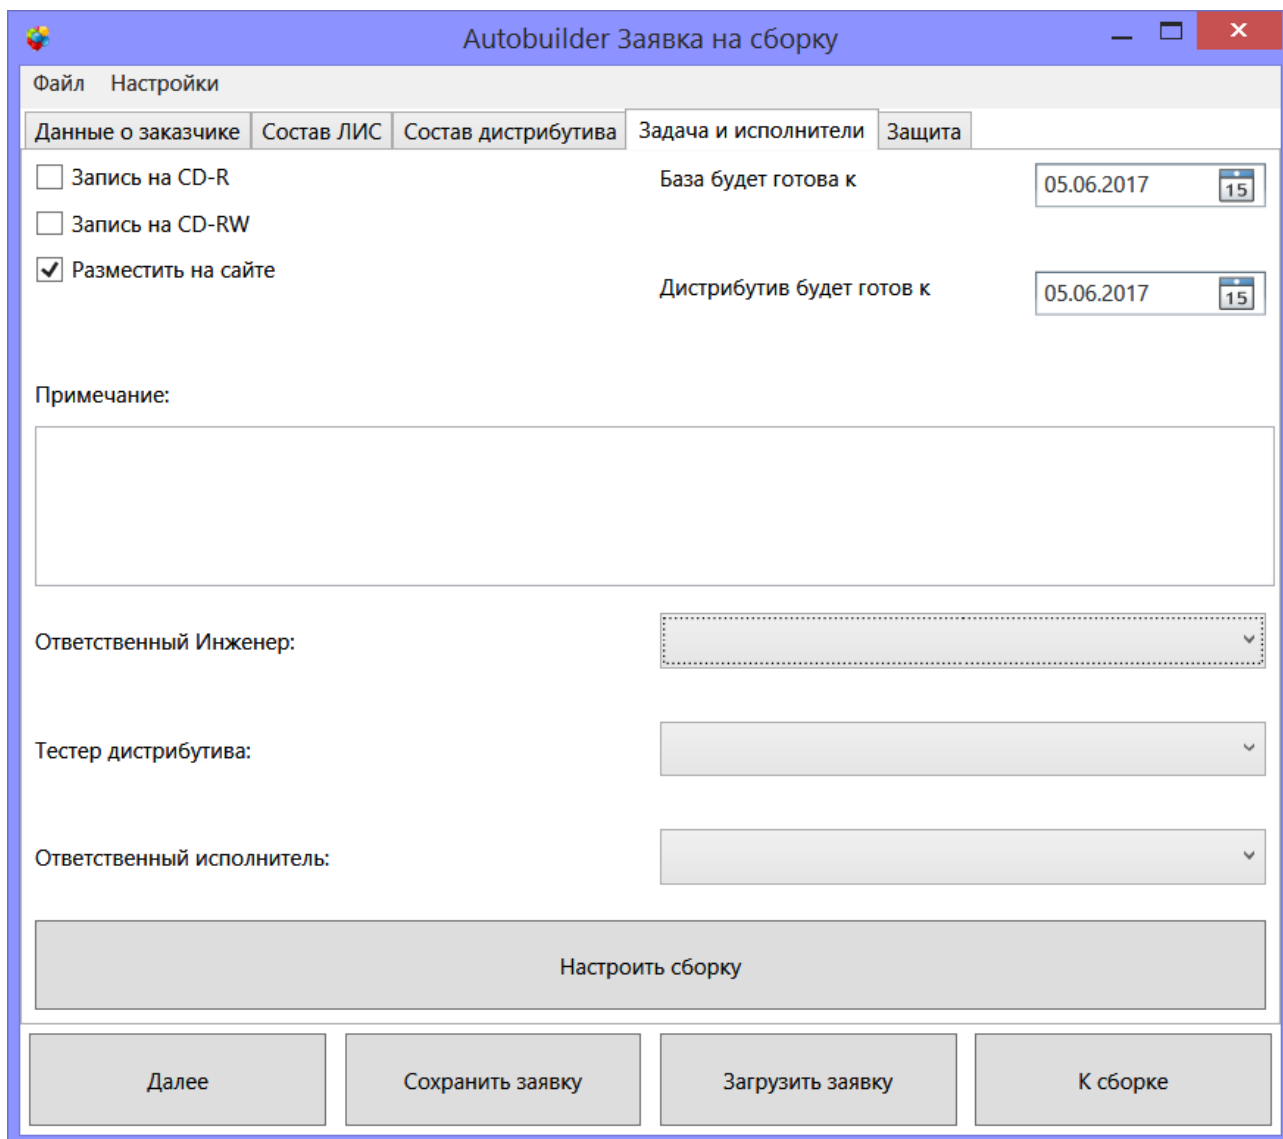 Autobuilder Заявка на сборку
Файл Настройки
Данные о заказчике Состав ЛИС Состав дистрибутива Задача и исполнители Защита
Запись на CD-R База будет готова к 05.06.2017 15
Запись на CD-RW
Разместить на сайте
Дистрибутив будет готов к 05.06.2017 15
Примечание:
Ответственный Инженер:
Тестер дистрибутива:
Ответственный исполнитель:
Настроить сборку
Далее Сохранить заявку Загрузить заявку К сборке